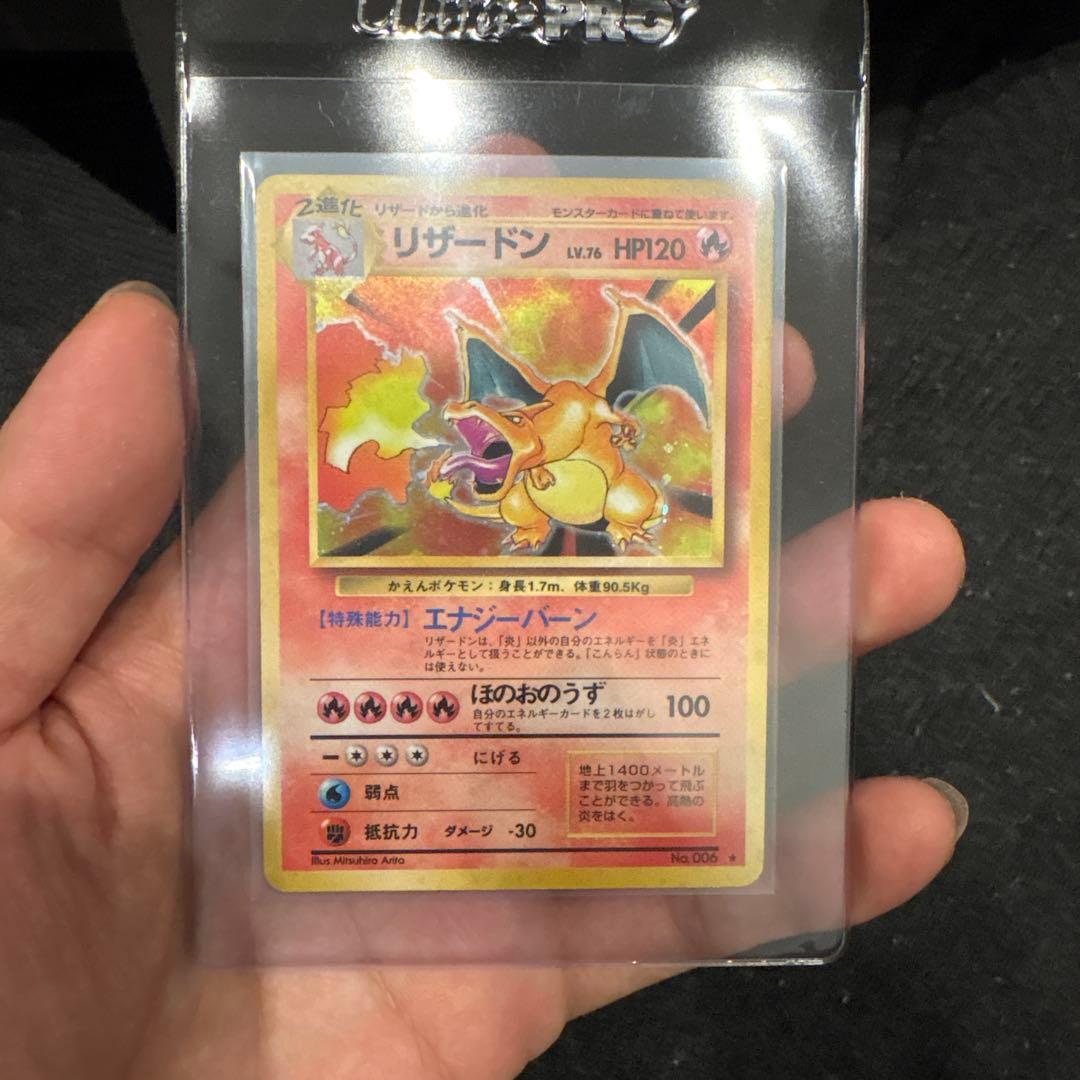 Ultra PRO
2進化 リザードから進化 モンスターカードに重ねて使います。
リザードン LV.76 HP120
かえんポケモン：身長1.7m、体重90.5Kg
【特殊能力】エナジーバーン
リザードンは、「炎」以外の自分のエネルギーを「炎」エネ
ルギーとして扱うことができる。「こんらん」状態のときに
は使えない。
ほのおのうず 100
自分のエネルギーカードを2枚はがし
てすてる。
にげる
弱点
抵抗力 ダメージ -30
地上1400メートル
まで羽をつかって飛ぶ
ことができる。高熱の
炎をはく。
Illus. Mitsuhiro Arita No. 006 ★